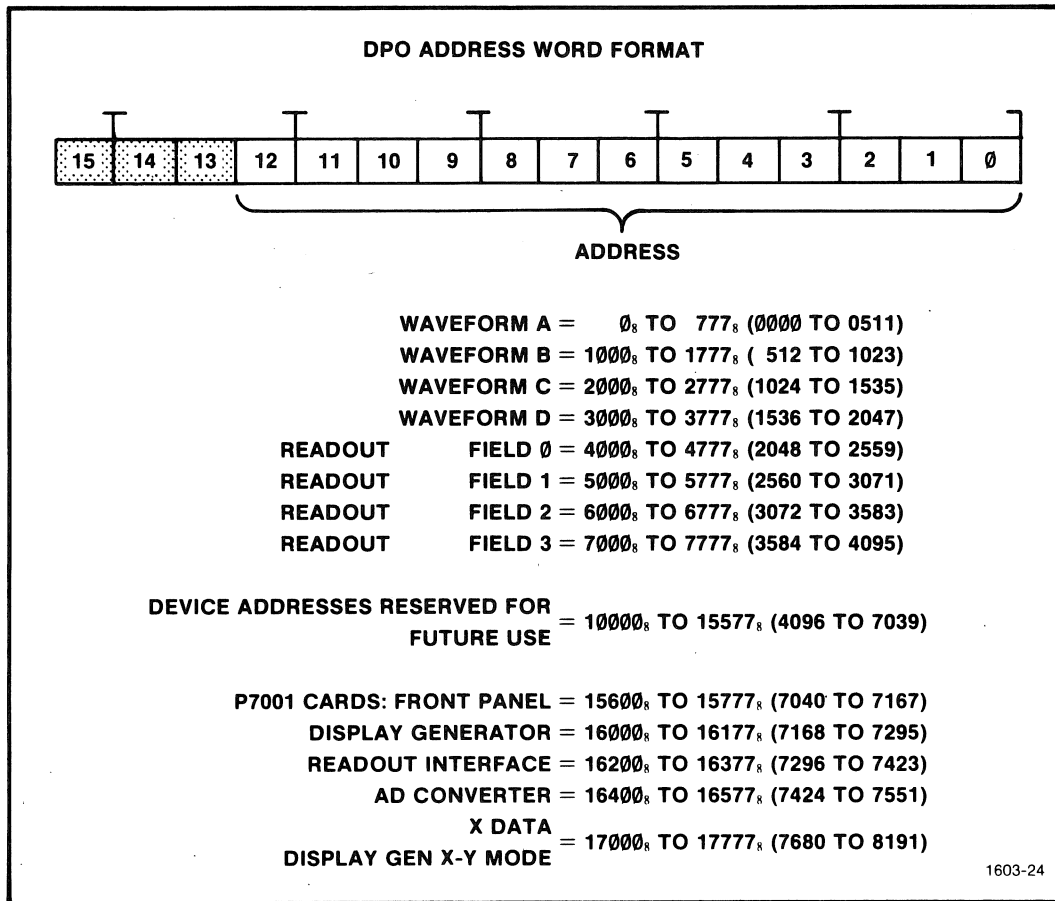 DPO ADDRESS WORD FORMAT
15 14 13 12 11 10 9 8 7 6 5 4 3 2 1 Ø
ADDRESS
WAVEFORM A = Ø₈ TO 777₈ (ØØØØ TO Ø511)
WAVEFORM B = 1ØØØ₈ TO 1777₈ ( 512 TO 1Ø23)
WAVEFORM C = 2ØØØ₈ TO 2777₈ (1024 TO 1535)
WAVEFORM D = 3ØØØ₈ TO 3777₈ (1536 TO 2047)
READOUT FIELD Ø = 4ØØØ₈ TO 4777₈ (2048 TO 2559)
READOUT FIELD 1 = 5ØØØ₈ TO 5777₈ (2560 TO 3071)
READOUT FIELD 2 = 6ØØØ₈ TO 6777₈ (3072 TO 3583)
READOUT FIELD 3 = 7ØØØ₈ TO 7777₈ (3584 TO 4095)
DEVICE ADDRESSES RESERVED FOR
FUTURE USE = 1ØØØØ₈ TO 15577₈ (4096 TO 7039)
P7001 CARDS: FRONT PANEL = 156ØØ₈ TO 15777₈ (7040 TO 7167)
DISPLAY GENERATOR = 16ØØØ₈ TO 16177₈ (7168 TO 7295)
READOUT INTERFACE = 162ØØ₈ TO 16377₈ (7296 TO 7423)
AD CONVERTER = 164ØØ₈ TO 16577₈ (7424 TO 7551)
X DATA
DISPLAY GEN X-Y MODE = 17ØØØ₈ TO 17777₈ (7680 TO 8191)
1603-24